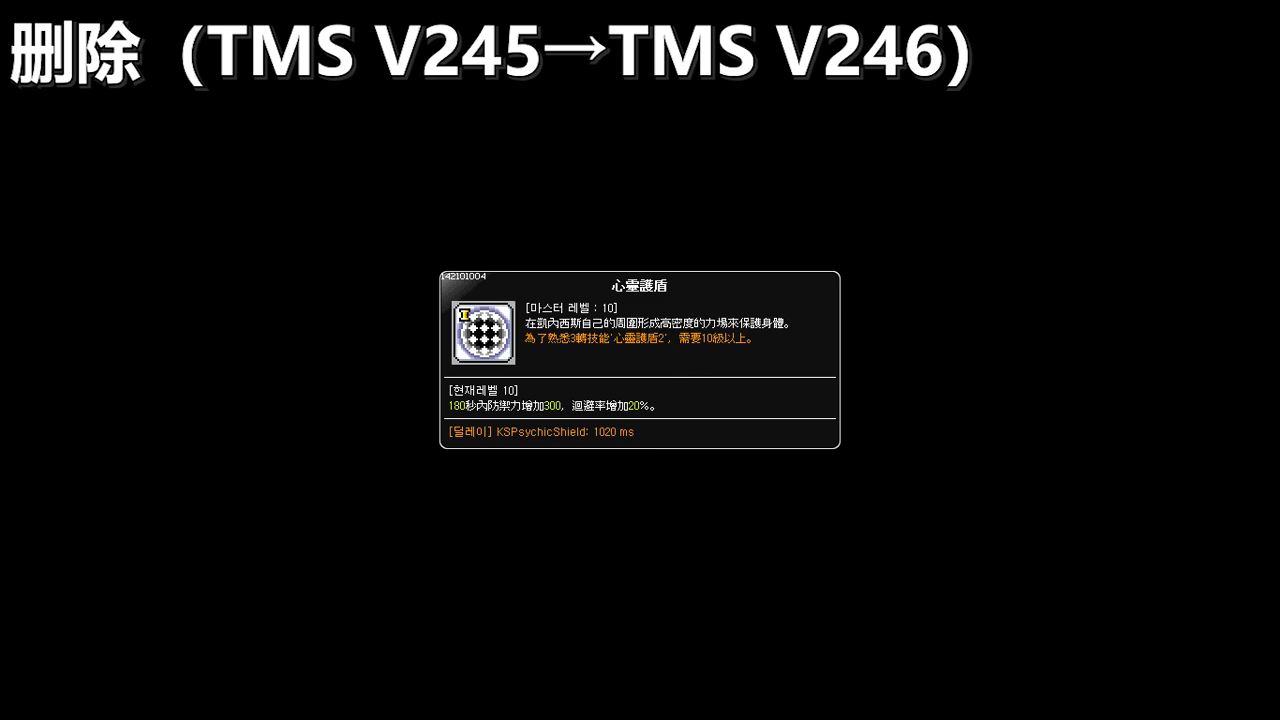 删除（TMS V245→TMS V246）
142101004
心靈護盾
[마스터 레벨 : 10]
在凱內西斯自己的周圍形成高密度的力場來保護身體。
為了熟悉3轉技能'心靈護盾2'，需要10級以上。
[현재레벨 10]
180秒內防禦力增加300，迴避率增加20%。
[딜레이] KSPsychicShield: 1020 ms